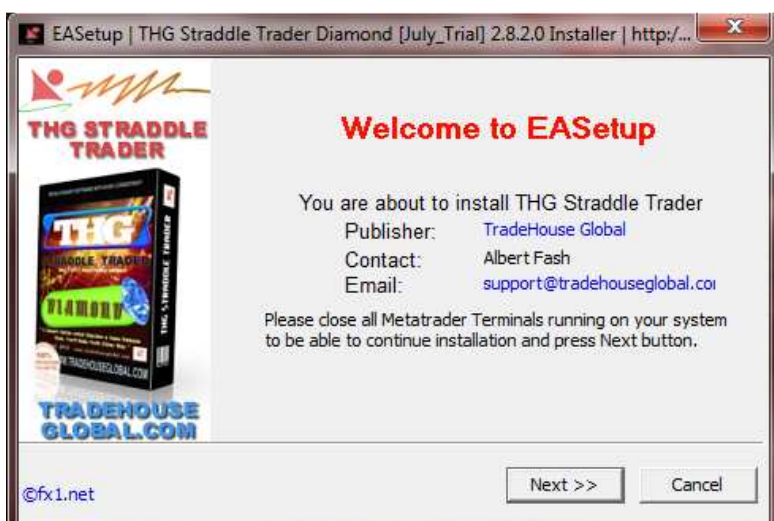 EASetup | THG Straddle Trader Diamond [July_Trial] 2.8.2.0 Installer | http:/...
THG STRADDLE
TRADER
Welcome to EASetup
You are about to install THG Straddle Trader
Publisher: TradeHouse Global
Contact: Albert Fash
Email: support@tradehouseglobal.co
Please close all Metatrader Terminals running on your system
to be able to continue installation and press Next button.
THG
STRADDLE TRADER
DIAMOND
THG STRADDLE TRADER
WWW.TRADEHOUSEGLOBAL.COM
TRADEHOUSE
GLOBAL.COM
©fx1.net
Next >>
Cancel